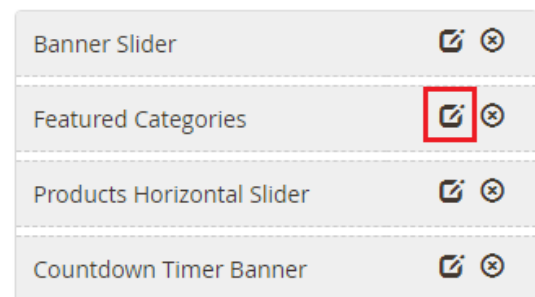 Banner Slider
Featured Categories
Products Horizontal Slider
Countdown Timer Banner